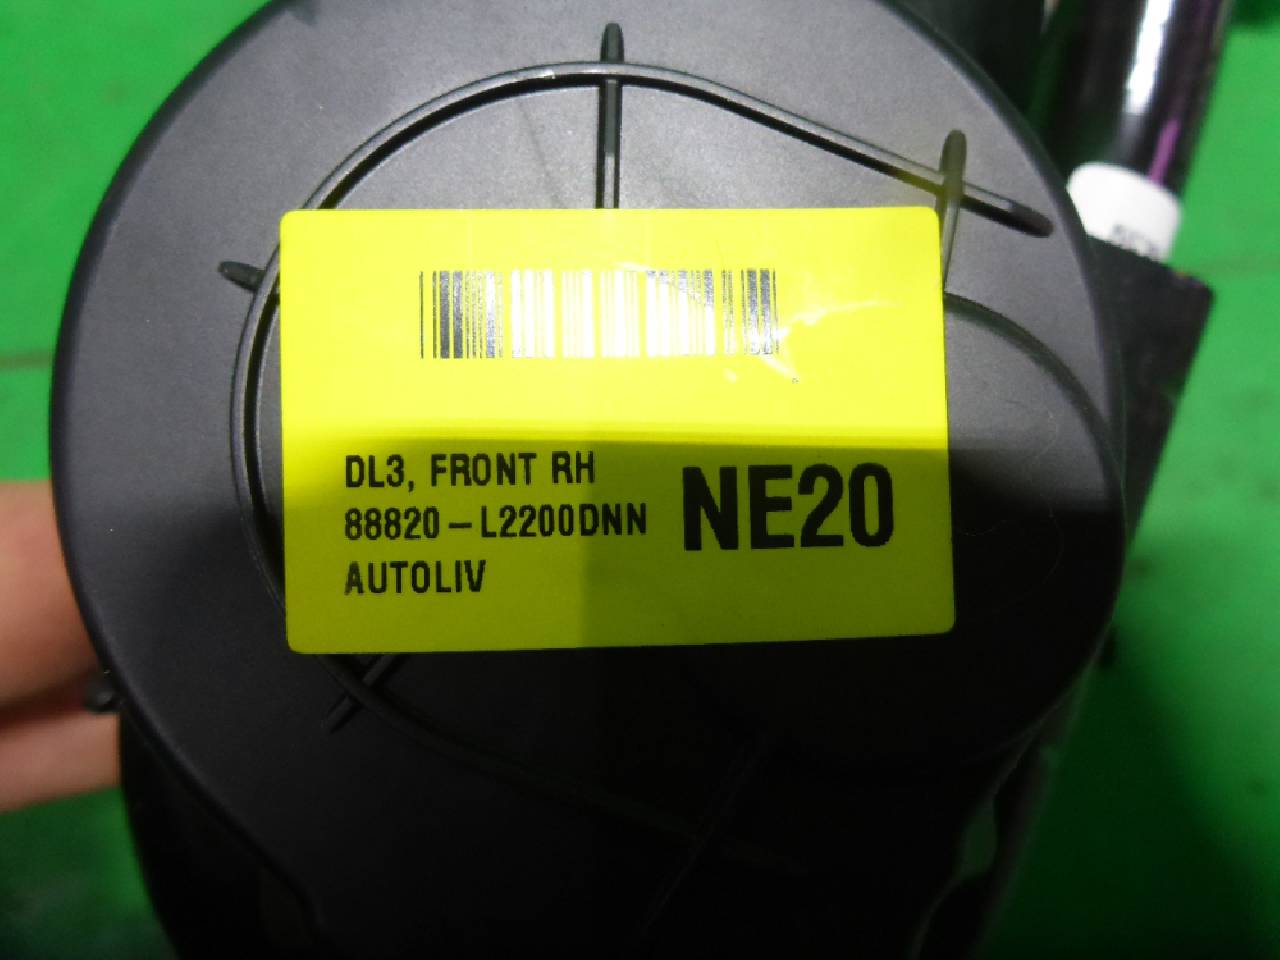 DL3, FRONT RH
88820-L2200DNN
NE20
AUTOLIV